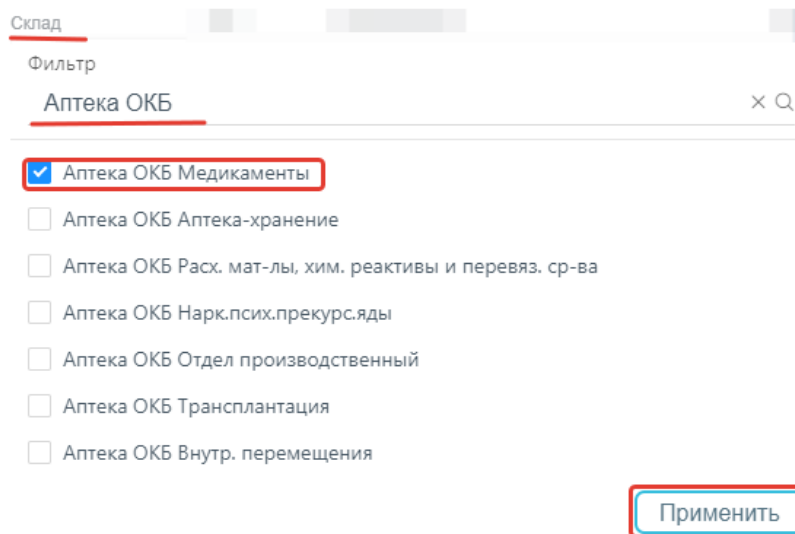 Склад
Фильтр
Аптека ОКБ
Аптека ОКБ Медикаменты
Аптека ОКБ Аптека-хранение
Аптека ОКБ Расх. мат-лы, хим. реактивы и перевяз. ср-ва
Аптека ОКБ Нарк.псих.прекурс.яды
Аптека ОКБ Отдел производственный
Аптека ОКБ Трансплантация
Аптека ОКБ Внутр. перемещения
Применить